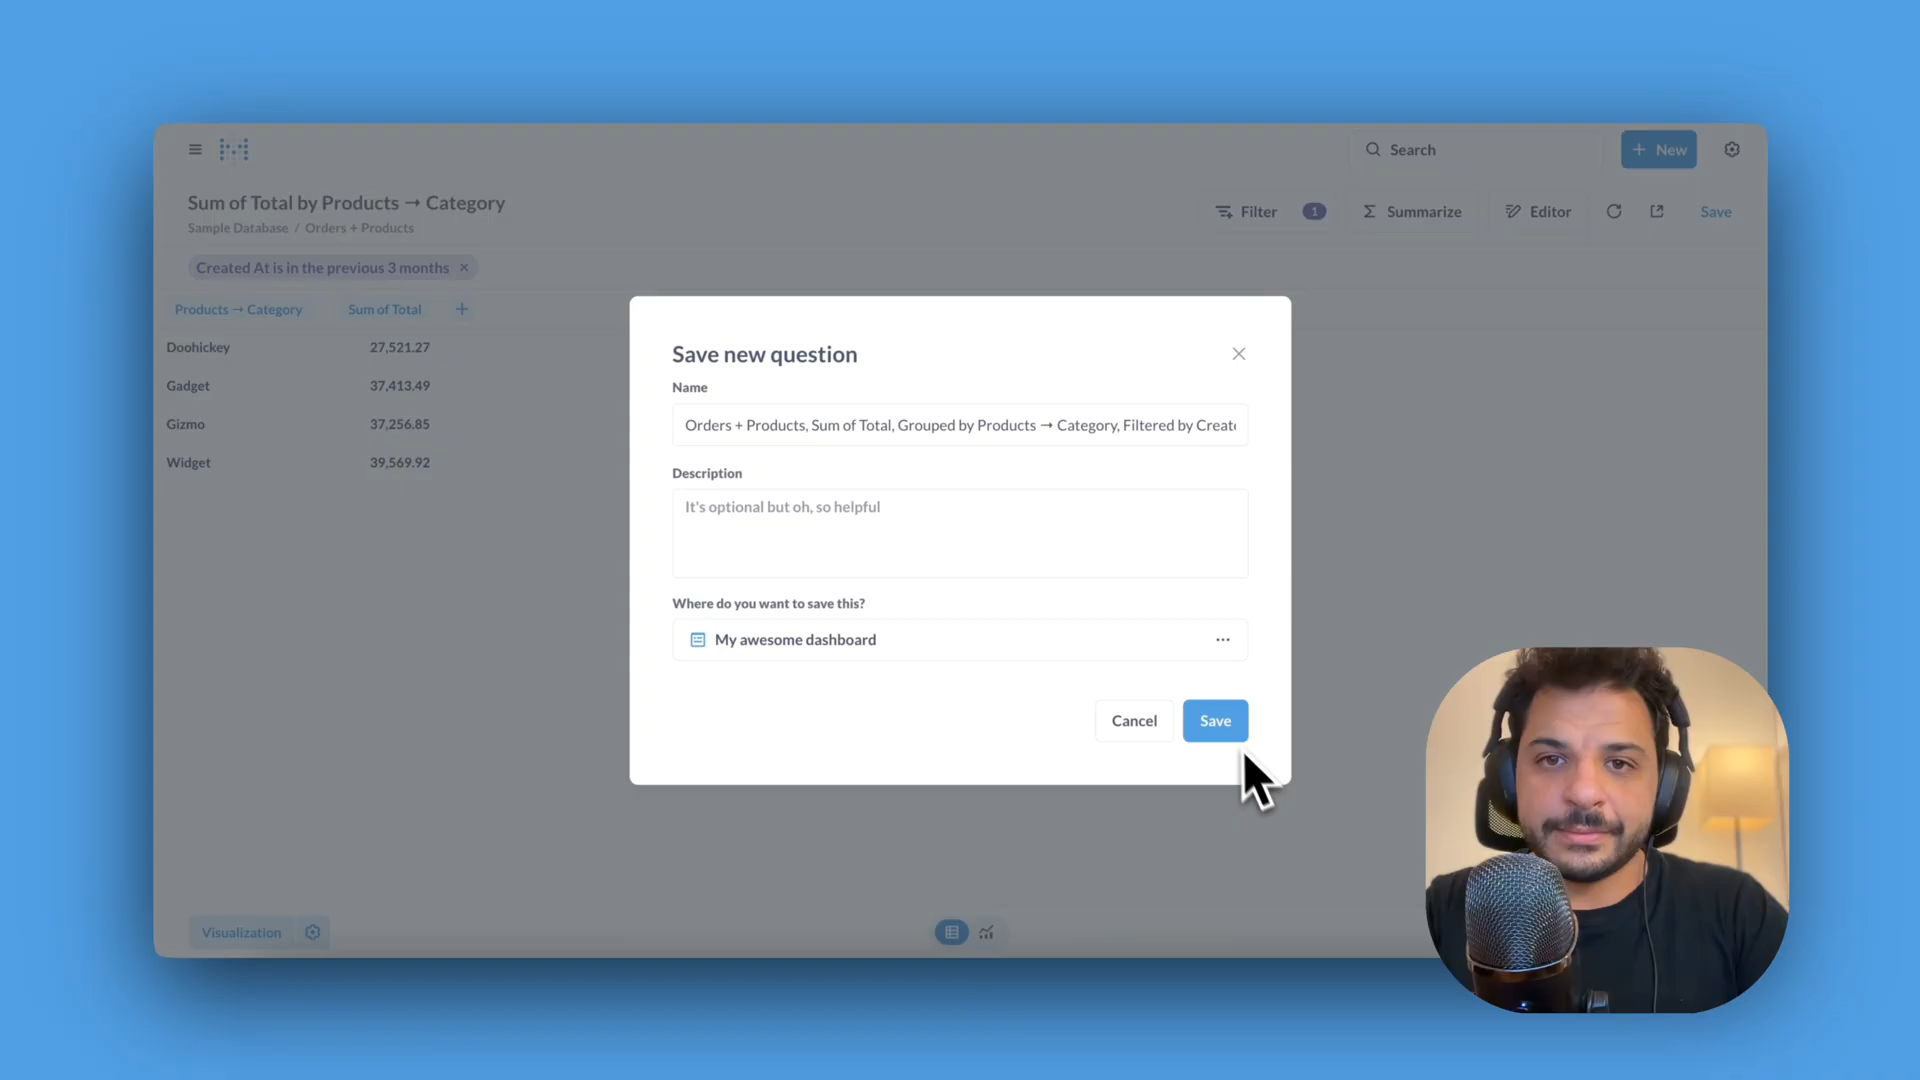 Search
+ New
Sum of Total by Products → Category
Sample Database / Orders + Products
Filter 1
Summarize
Editor
Save
Created At is in the previous 3 months ×
Products → Category
Sum of Total
+
Doohickey 27,521.27
Gadget 37,413.49
Gizmo 37,256.85
Widget 39,569.92
Save new question
Name
Orders + Products, Sum of Total, Grouped by Products → Category, Filtered by Create
Description
It's optional but oh, so helpful
Where do you want to save this?
My awesome dashboard ...
Cancel
Save
Visualization